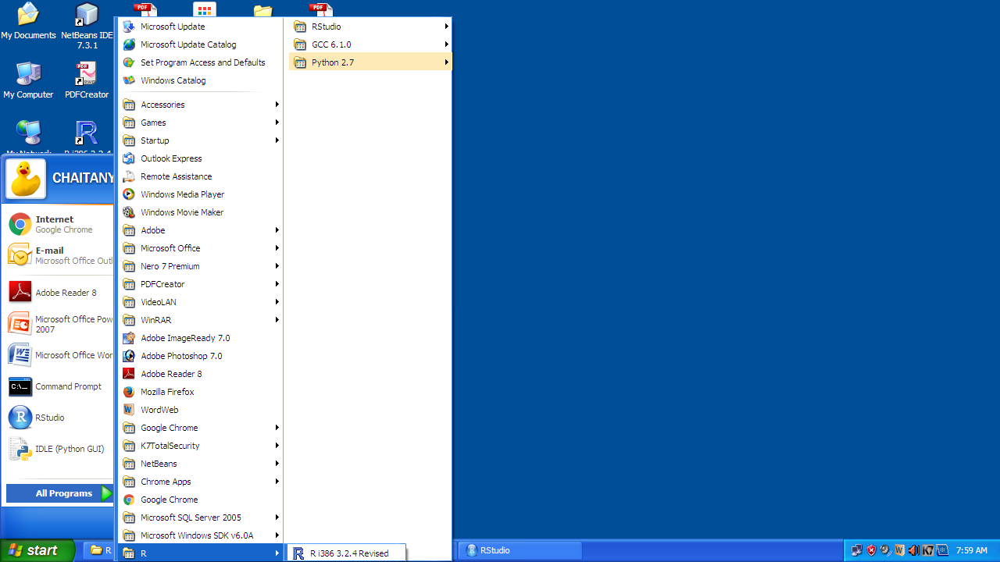 My Documents
NetBeans IDE
7.3.1
My Computer
PDFCreator
My Network
R i386 3.2.4
CHAITANY
Internet
Google Chrome
E-mail
Microsoft Office Outl
Adobe Reader 8
Microsoft Office Pow
2007
Microsoft Office Wor
Command Prompt
RStudio
IDLE (Python GUI)
All Programs
Microsoft Update
Microsoft Update Catalog
Set Program Access and Defaults
Windows Catalog
Accessories
Games
Startup
Outlook Express
Remote Assistance
Windows Media Player
Windows Movie Maker
Adobe
Microsoft Office
Nero 7 Premium
PDFCreator
VideoLAN
WinRAR
Adobe ImageReady 7.0
Adobe Photoshop 7.0
Adobe Reader 8
Mozilla Firefox
WordWeb
Google Chrome
K7TotalSecurity
NetBeans
Chrome Apps
Google Chrome
Microsoft SQL Server 2005
Microsoft Windows SDK v6.0A
R
RStudio
GCC 6.1.0
Python 2.7
R i386 3.2.4 Revised
start
R
RStudio
7:59 AM